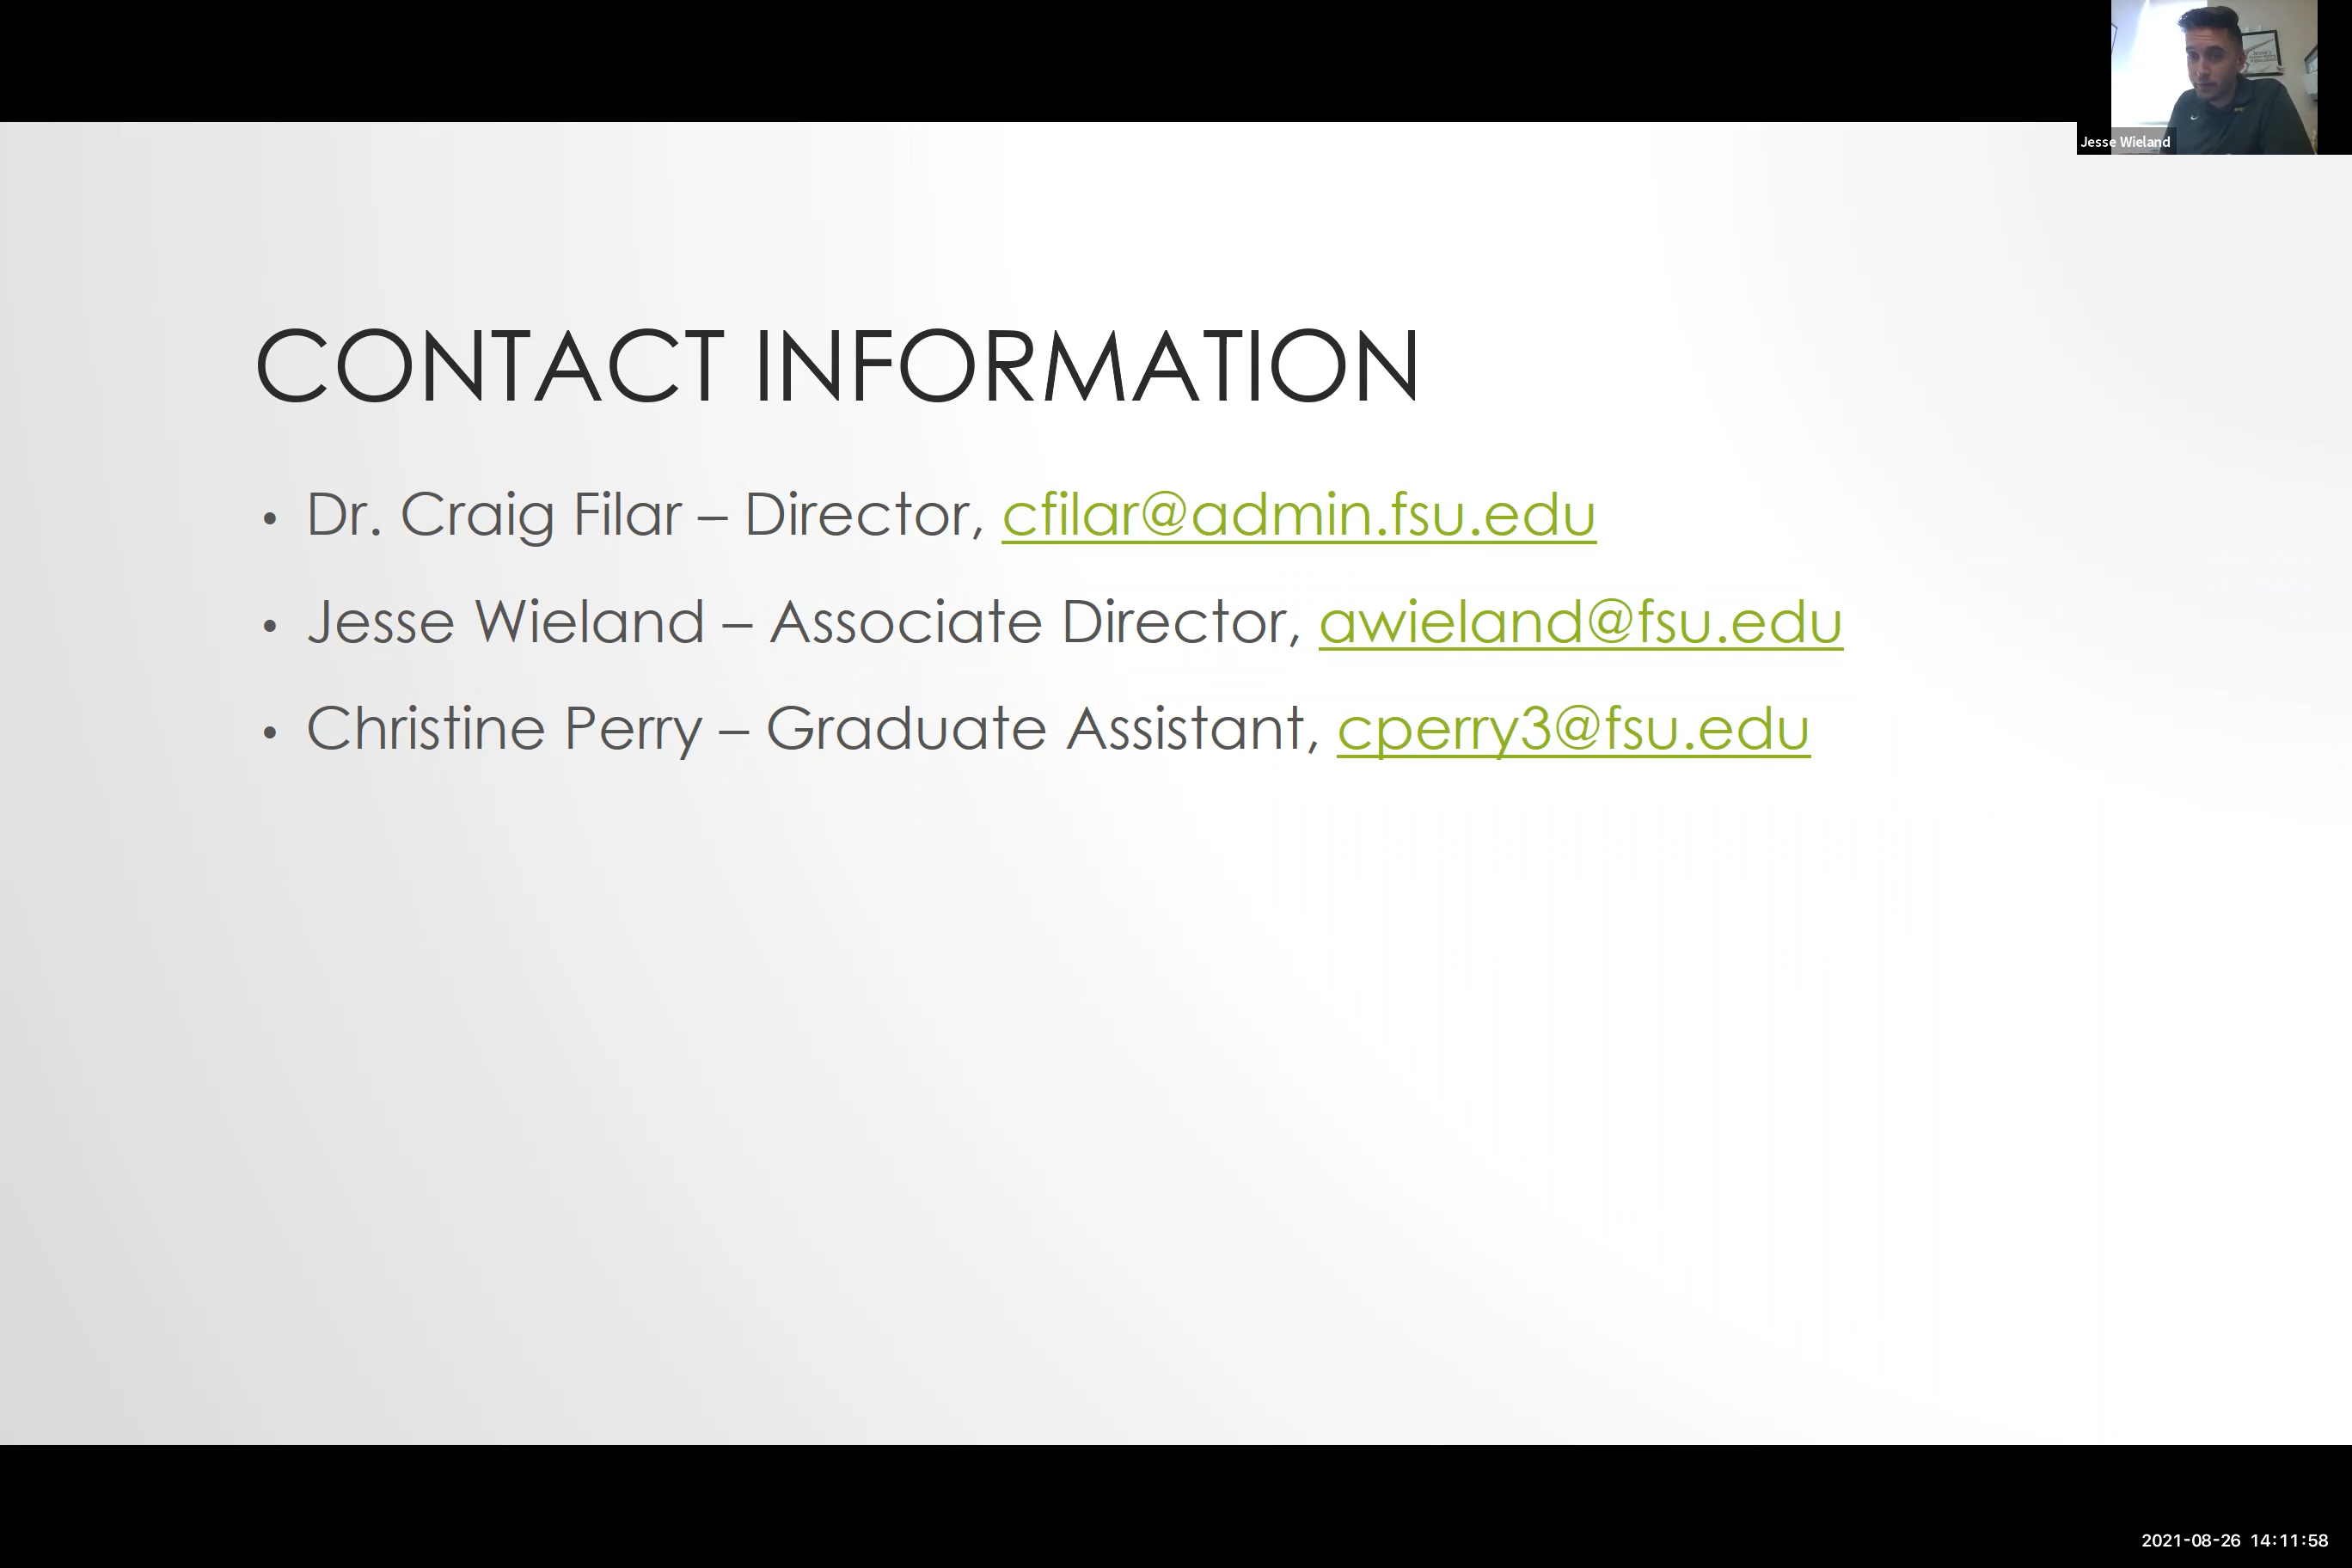 Jesse Wieland
CONTACT INFORMATION
• Dr. Craig Filar – Director, cfilar@admin.fsu.edu
• Jesse Wieland – Associate Director, awieland@fsu.edu
• Christine Perry – Graduate Assistant, cperry3@fsu.edu
2021-08-26 14:11:58